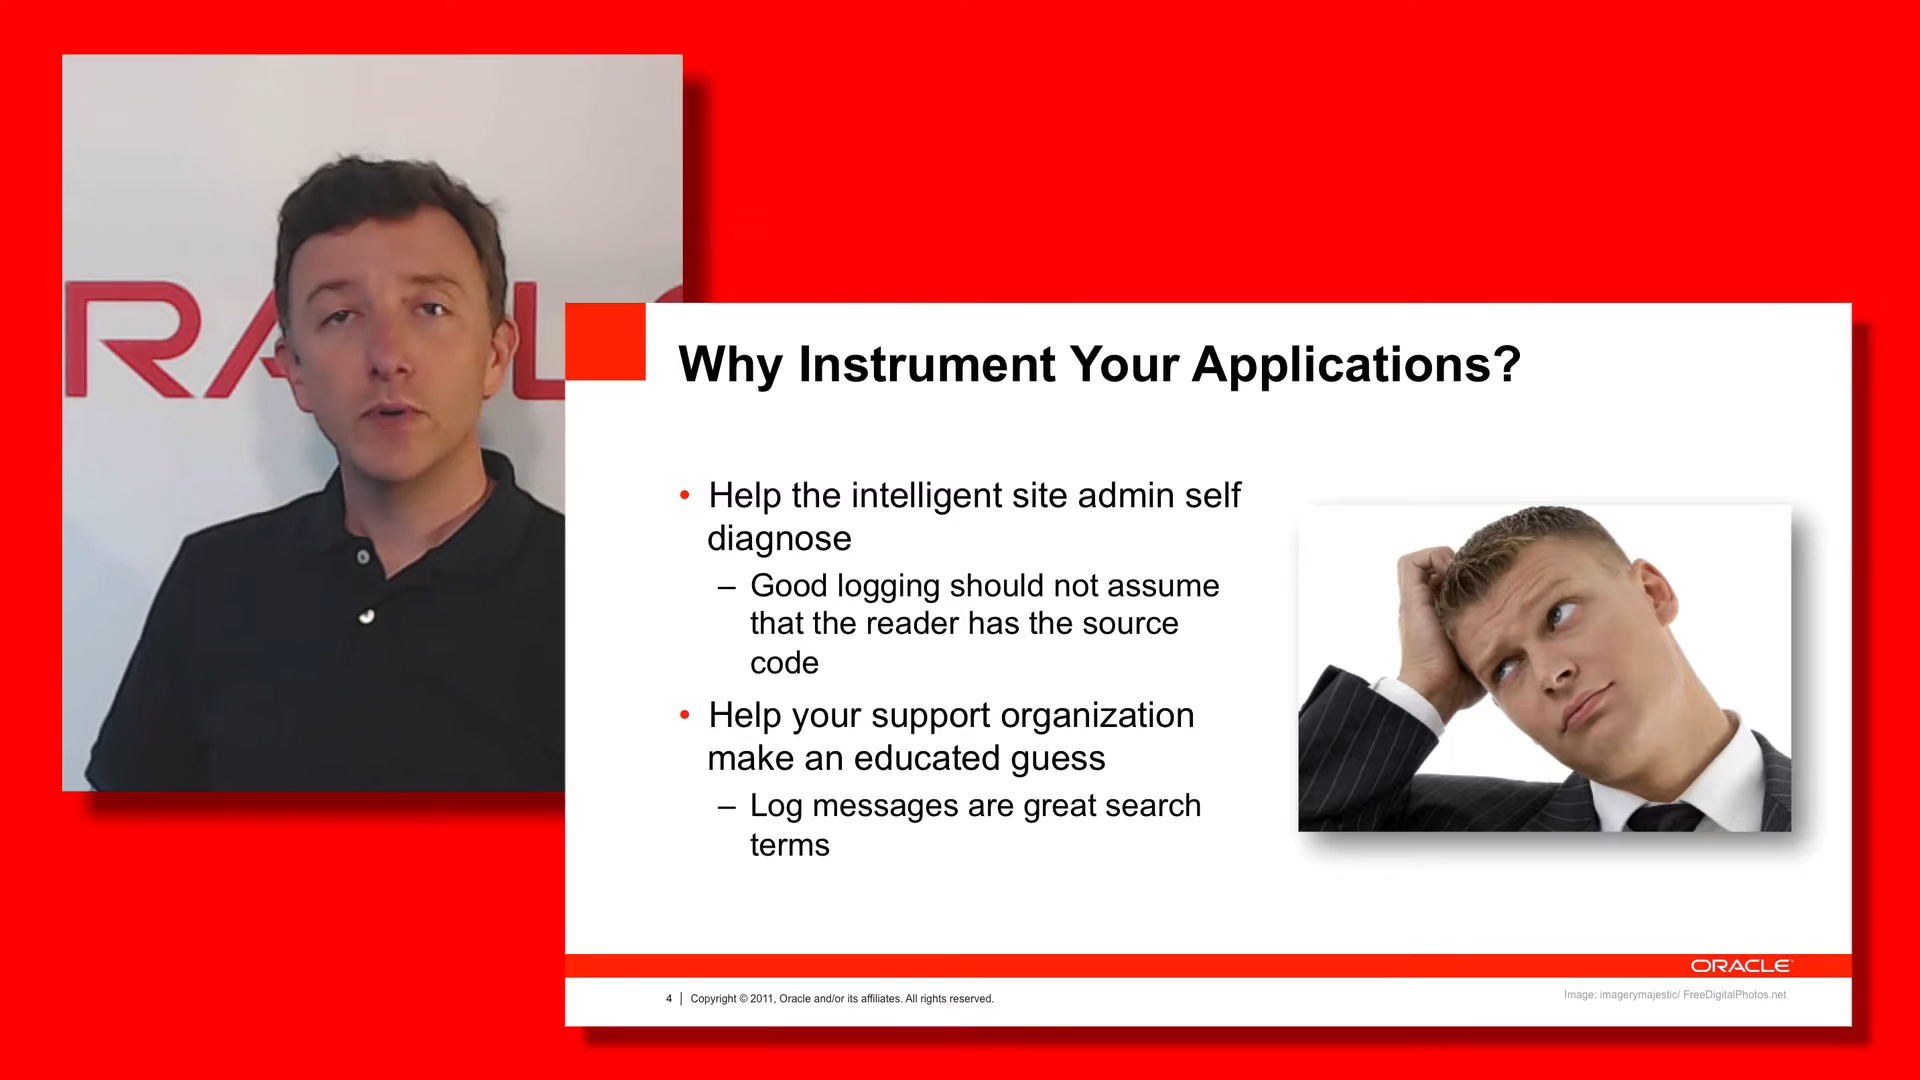 RACL
Why Instrument Your Applications?
• Help the intelligent site admin self
diagnose
– Good logging should not assume
that the reader has the source
code
• Help your support organization
make an educated guess
– Log messages are great search
terms
ORACLE
4 | Copyright © 2011, Oracle and/or its affiliates. All rights reserved.
Image: imagerymajestic/ FreeDigitalPhotos.net